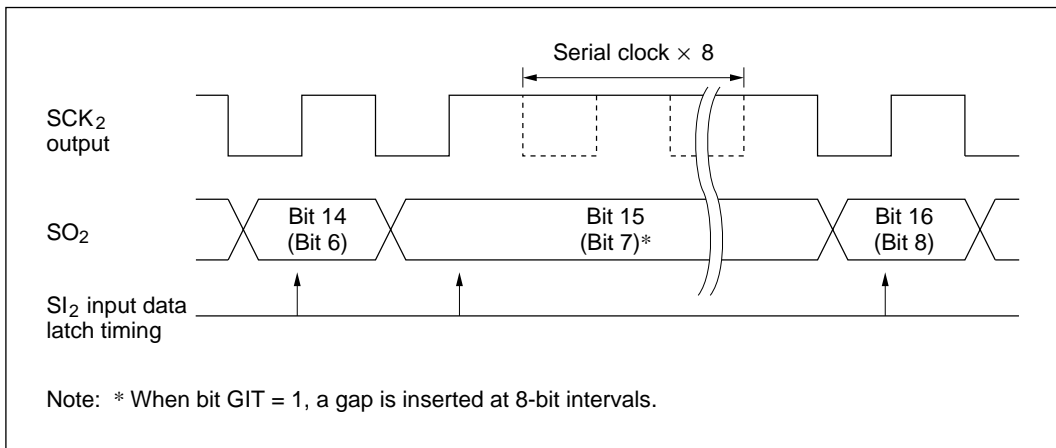 Serial clock × 8
SCK2
output
SO2
Bit 14
(Bit 6)
Bit 15
(Bit 7)*
Bit 16
(Bit 8)
SI2 input data
latch timing
Note: * When bit GIT = 1, a gap is inserted at 8-bit intervals.